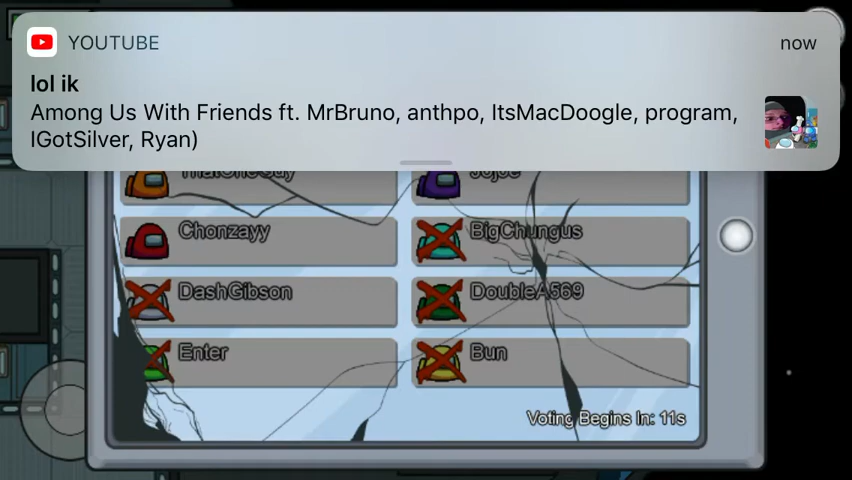 YOUTUBE
now
lol ik
Among Us With Friends ft. MrBruno, anthpo, ItsMacDoogle, program,
IGotSilver, Ryan)
ThatOneGuy
Chonzayy
BigChungus
DashGibson
DoubleA569
Enter
Bun
Voting Begins In: 11s